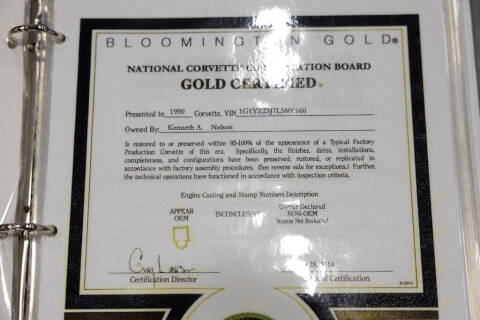 BLOOMINGTON GOLD®
NATIONAL CORVETTE CERTIFICATION BOARD
GOLD CERTIFIED®
Presented to 1990 Corvette, VIN
Owned By: Kenneth A. Nelson
Is restored to or preserved within 95-100% of the appearance of a Typical Factory
Production Corvette of this era. Specifically, the finishes, dates, installations,
completeness, and configurations have been preserved, restored, or replicated in
accordance with factory assembly procedures. (See reverse side for exceptions.) Further,
the technical operations have functioned in accordance with inspection criteria.
Engine Casting and Stamp Numbers Description
APPEAR
OEM
INCONCLUSIVE
Owner Declared
NON-OEM
Stamps Not Evaluated
Certification Director
of Certification